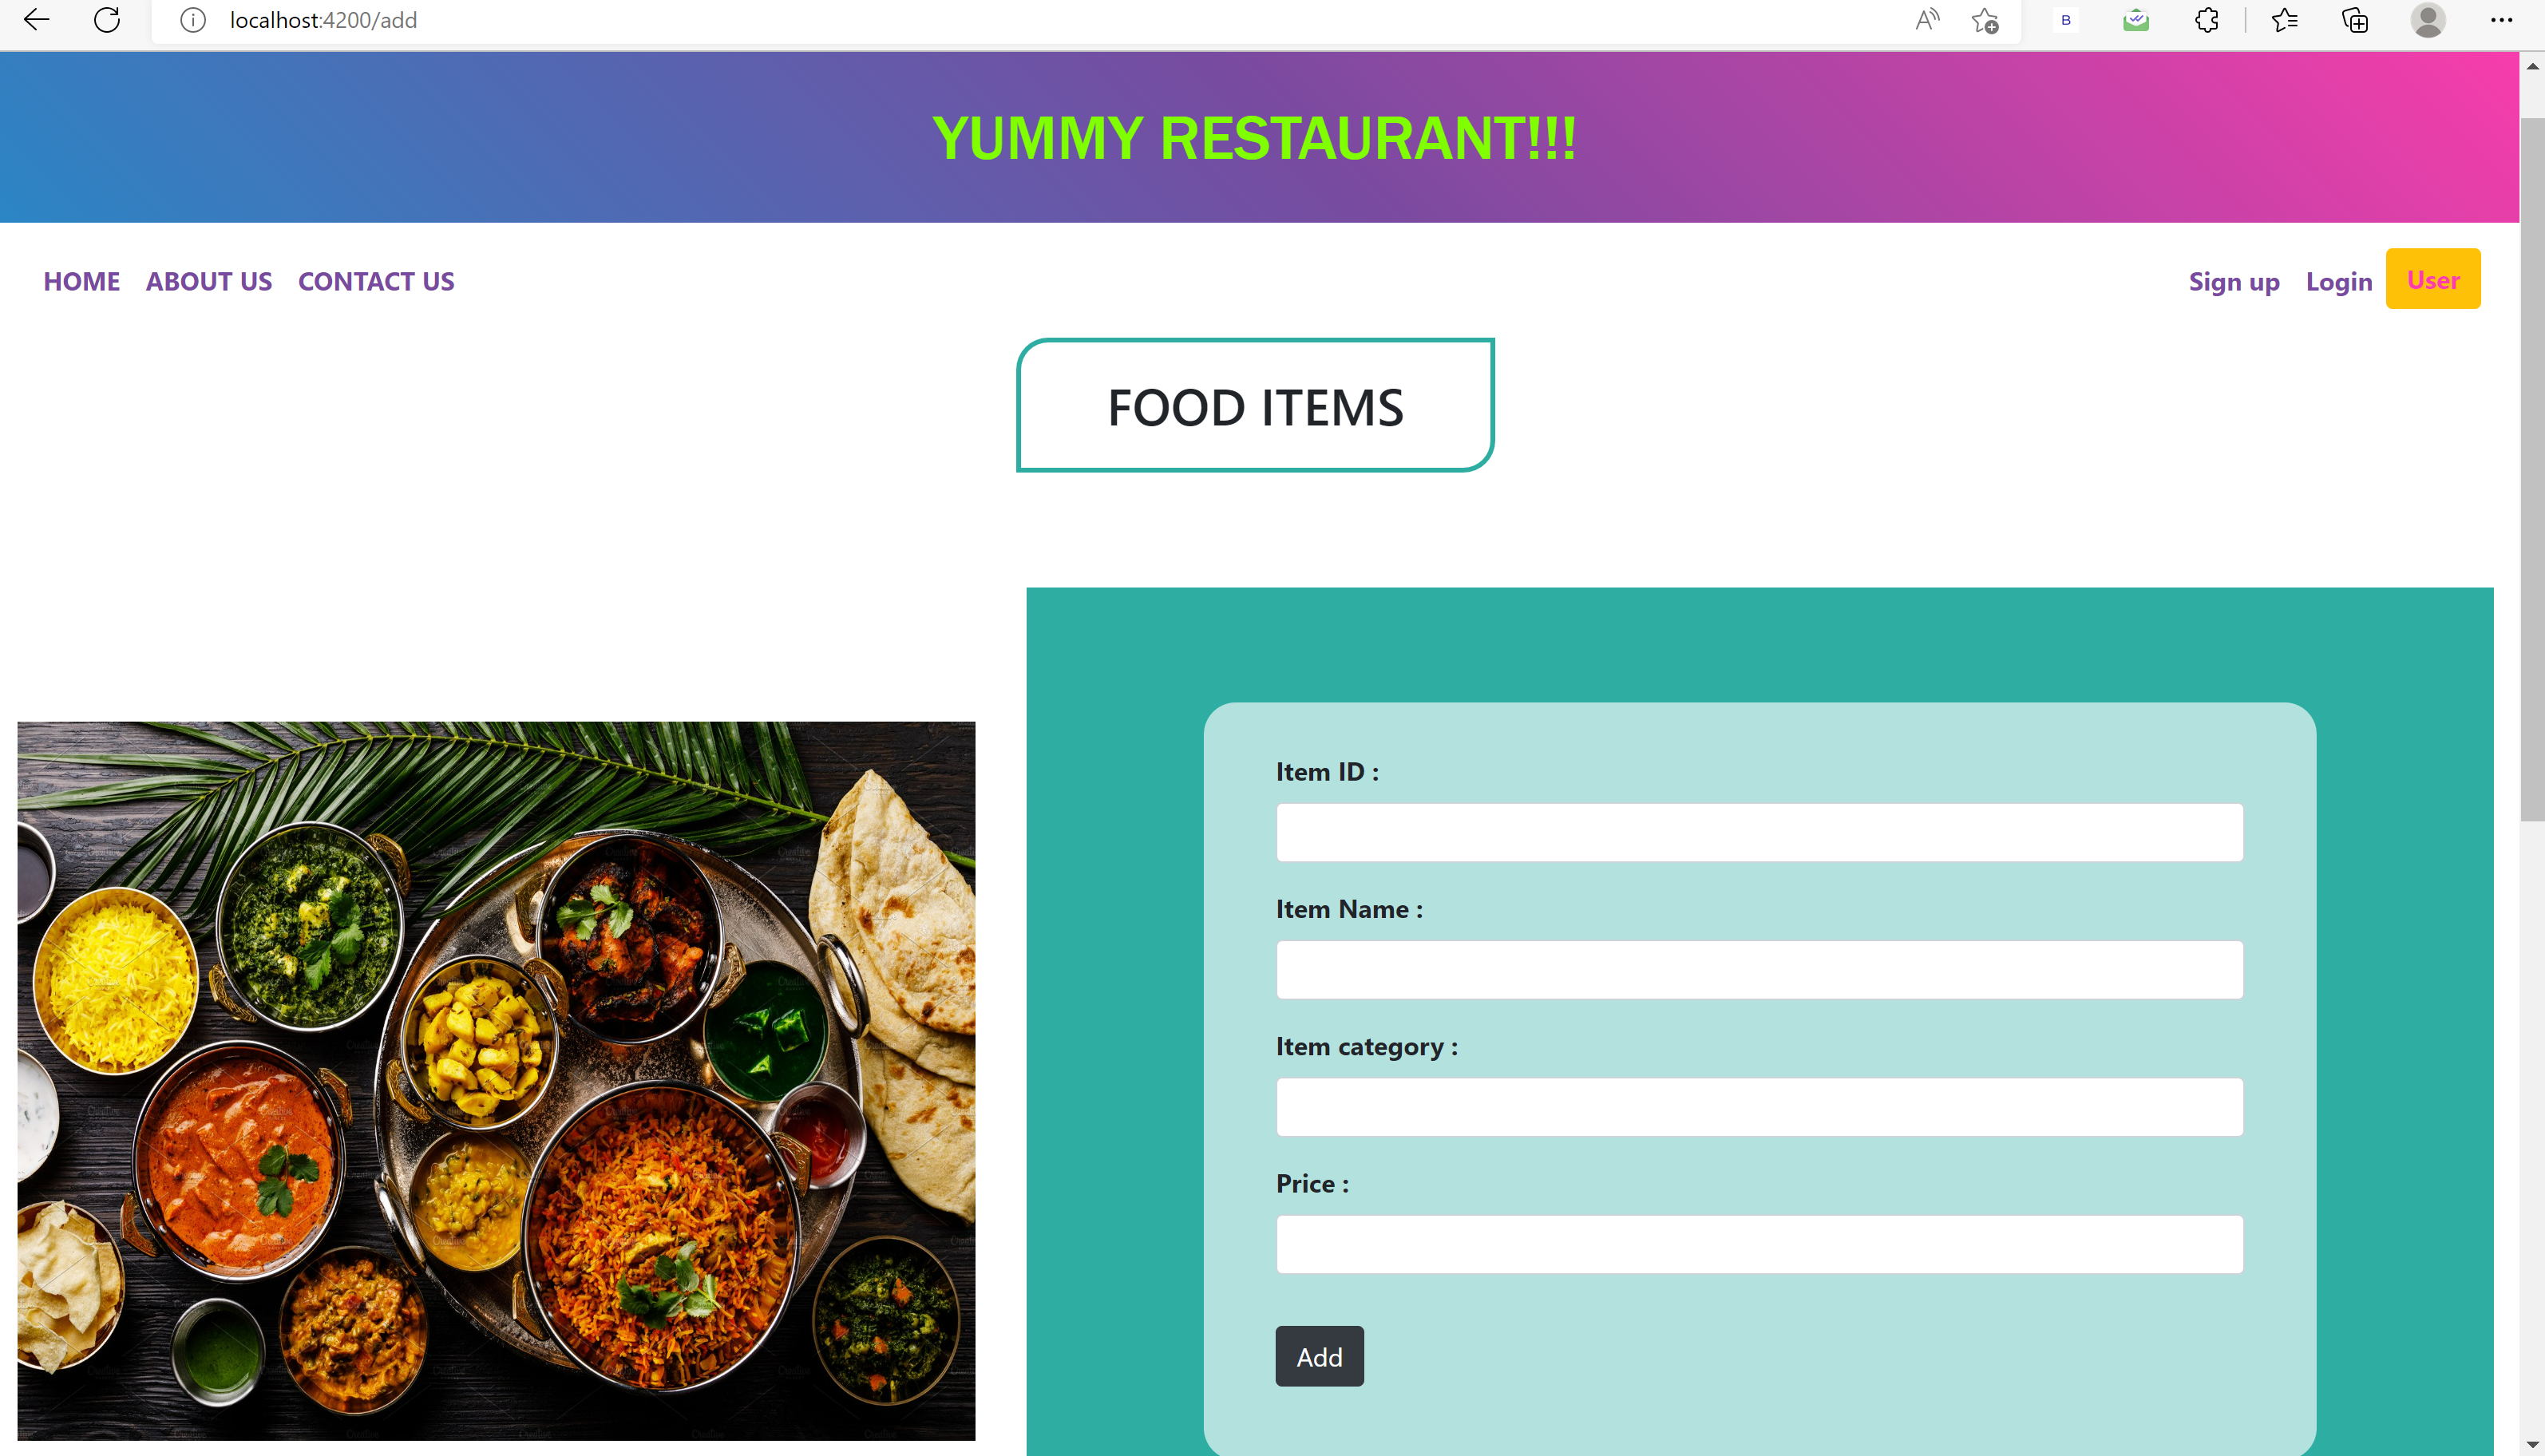 localhost:4200/add
B
YUMMY RESTAURANT!!!
HOME ABOUT US CONTACT US Sign up Login User
FOOD ITEMS
Item ID :
Item Name :
Item category :
Price :
Add